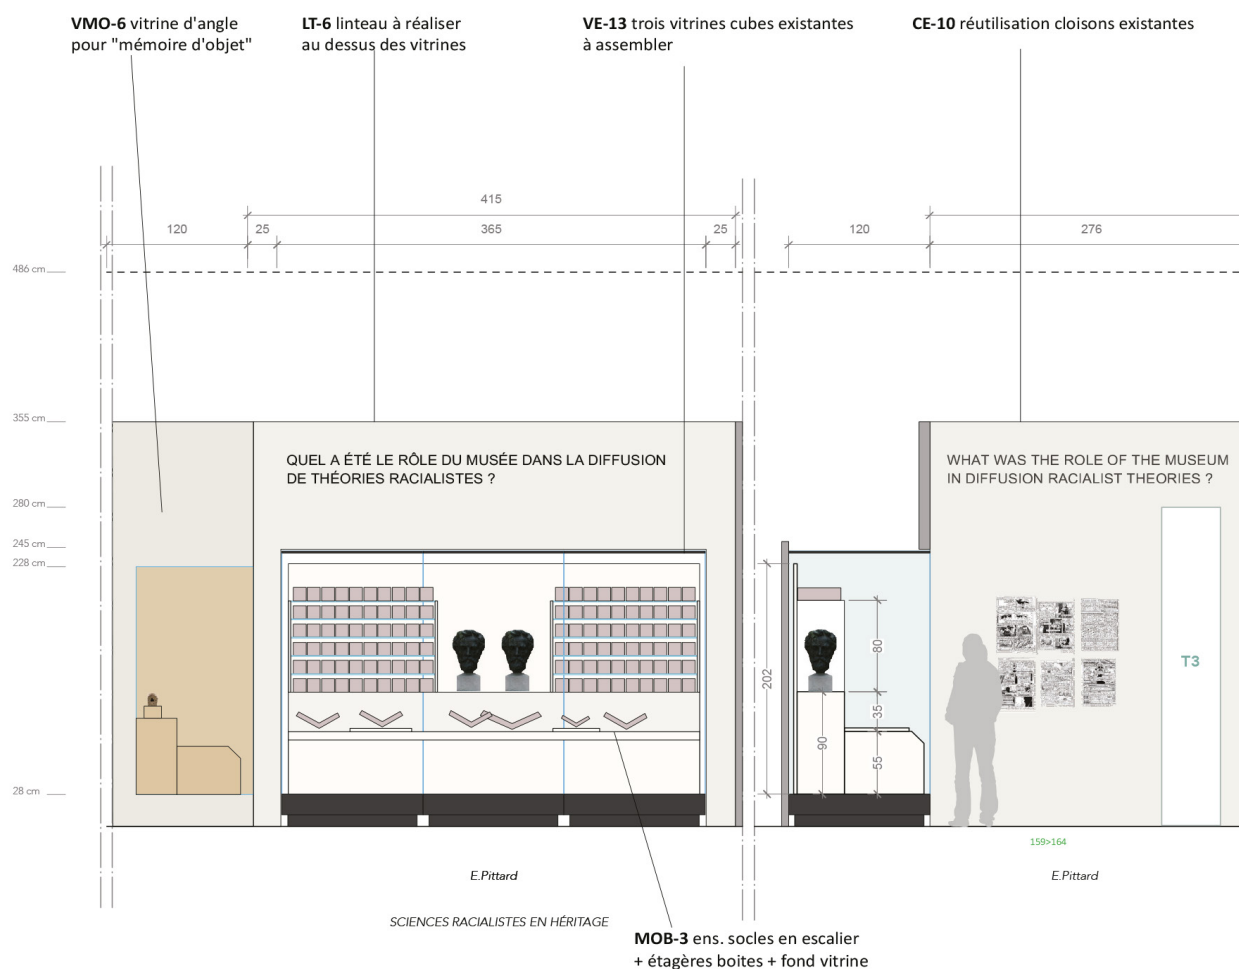 VMO-6 vitrine d'angle
pour "mémoire d'objet"
LT-6 linteau à réaliser
au dessus des vitrines
VE-13 trois vitrines cubes existantes
à assembler
CE-10 réutilisation cloisons existantes
415
120
25
365
25
120
276
486 cm
355 cm
280 cm
245 cm
228 cm
28 cm
QUEL A ÉTÉ LE RÔLE DU MUSÉE DANS LA DIFFUSION
DE THÉORIES RACIALISTES ?
WHAT WAS THE ROLE OF THE MUSEUM
IN DIFFUSION RACIALIST THEORIES ?
202
90
80
35
55
T3
159>164
E.Pittard
E.Pittard
SCIENCES RACIALISTES EN HÉRITAGE
MOB-3 ens. socles en escalier
+ étagères boites + fond vitrine